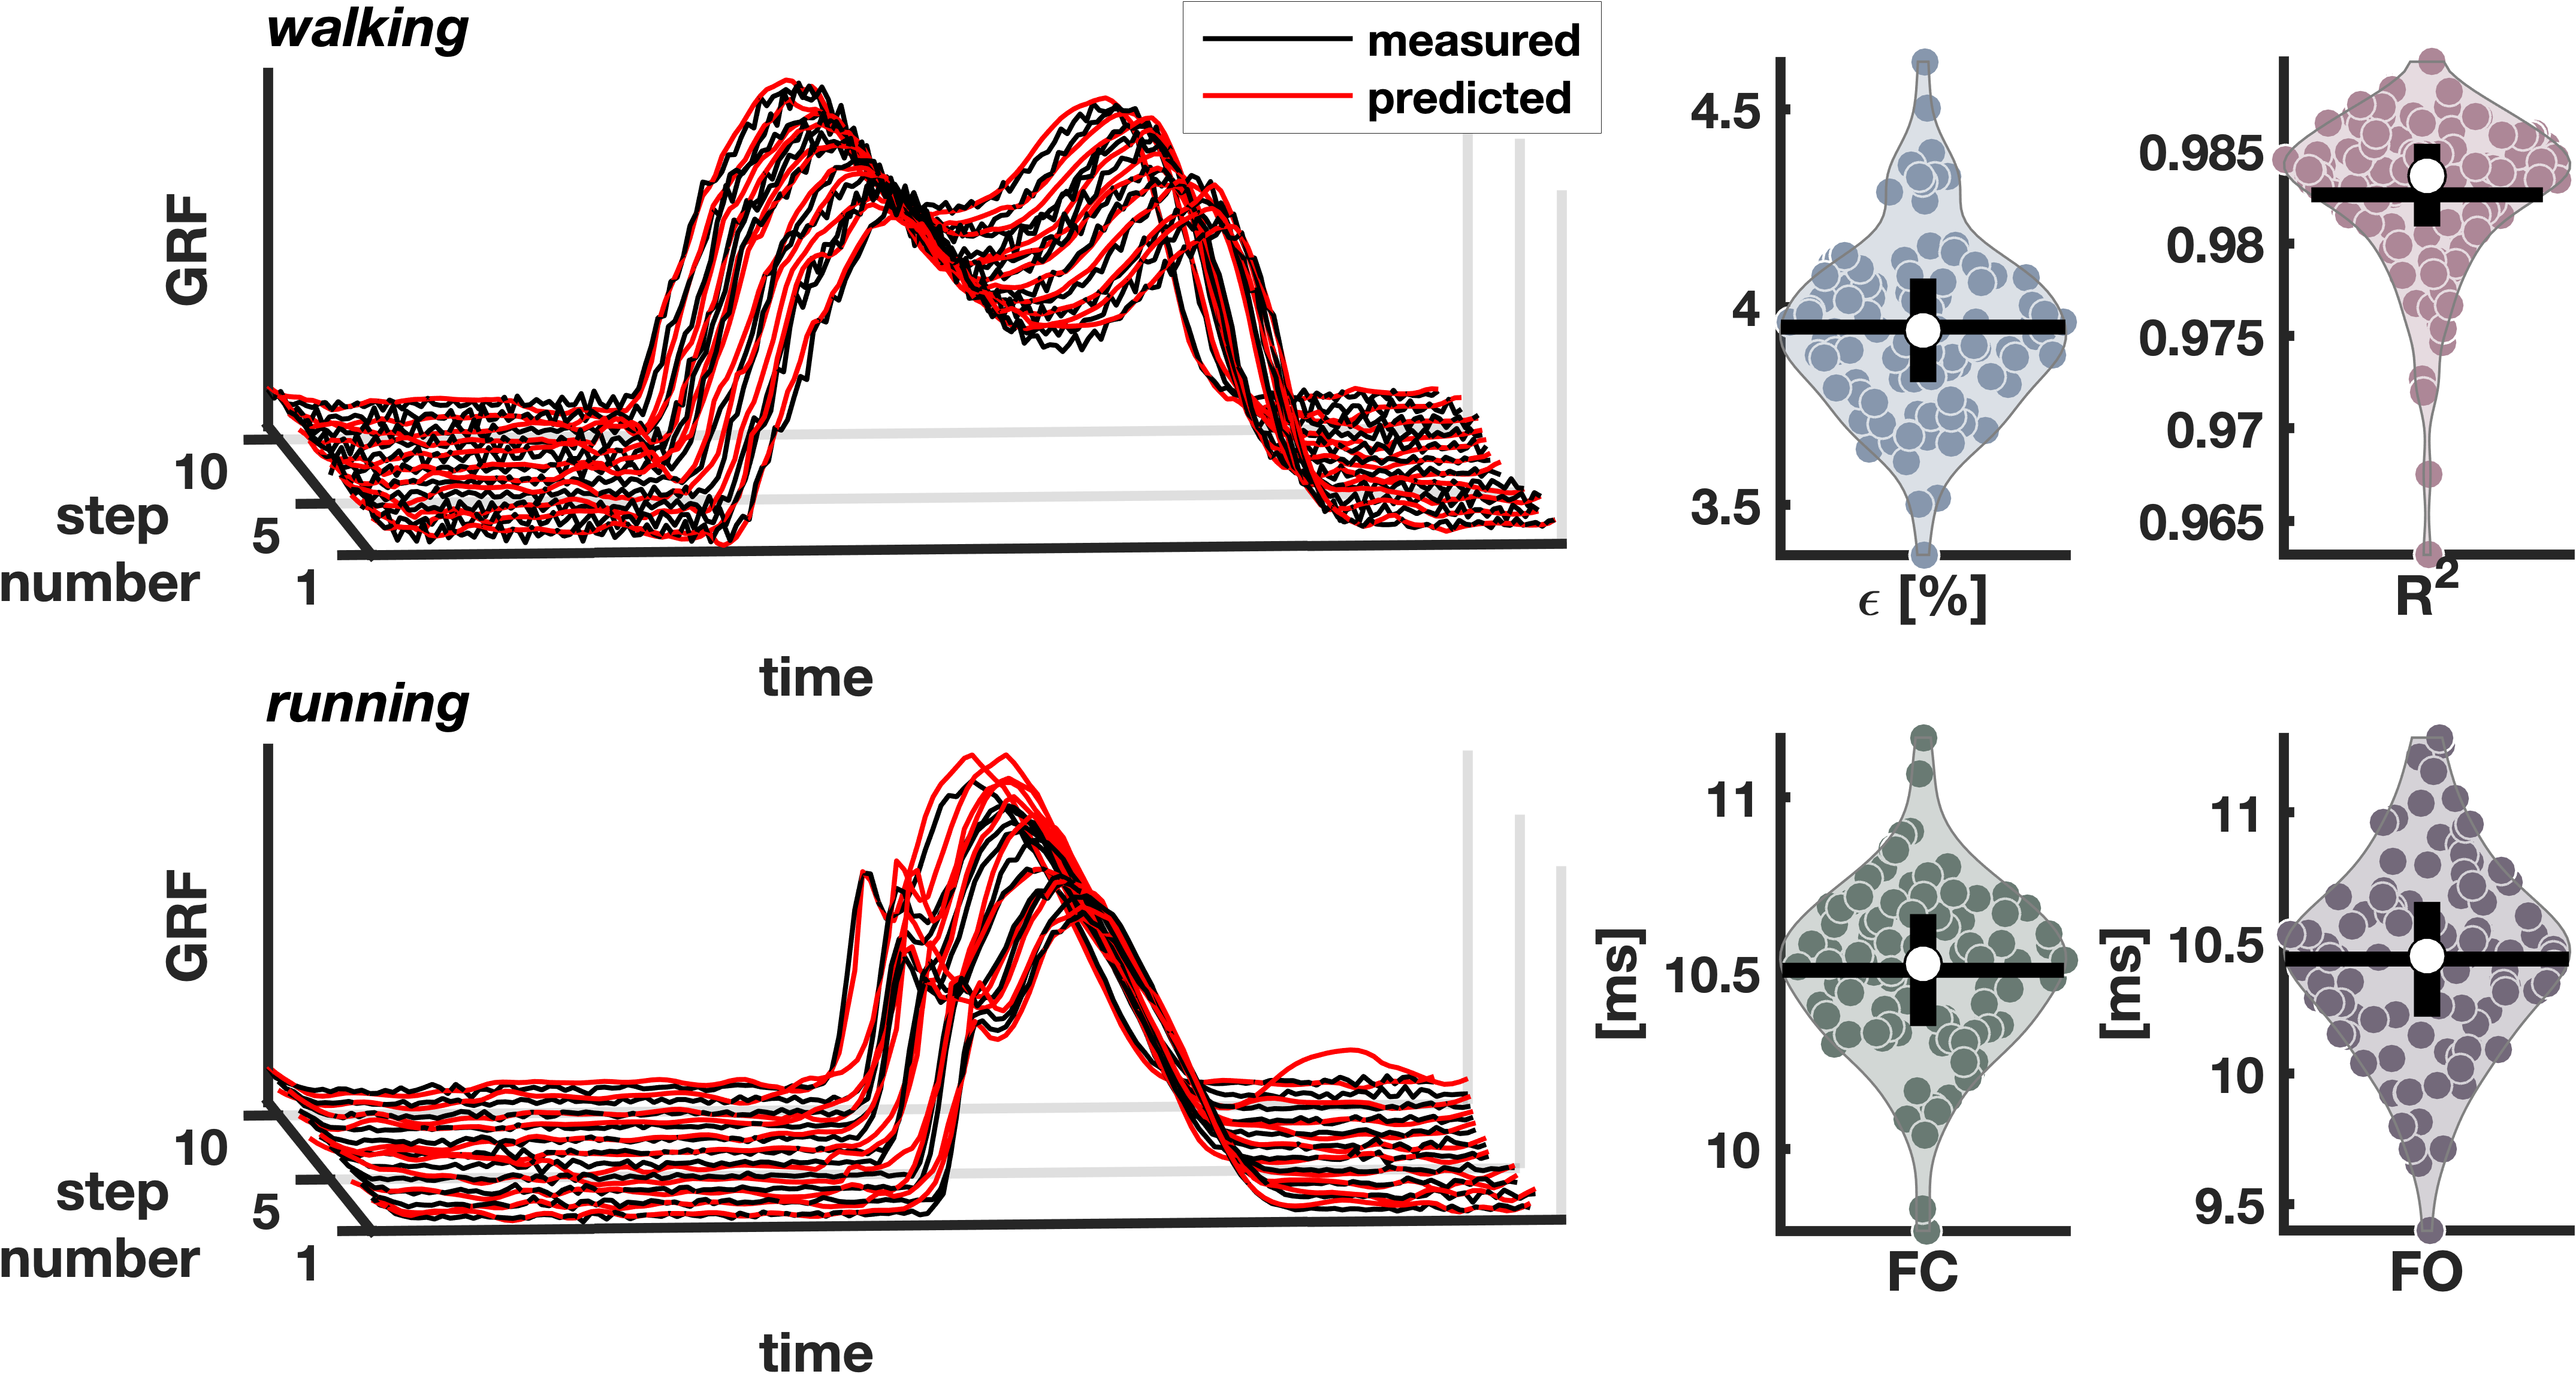 walking
measured
predicted
GRF
10
5
1
step
number
time
4.5
4
3.5
ϵ [%]
0.985
0.98
0.975
0.97
0.965
R²
running
GRF
10
5
1
step
number
time
[ms]
11
10.5
10
FC
[ms]
11
10.5
10
9.5
FO